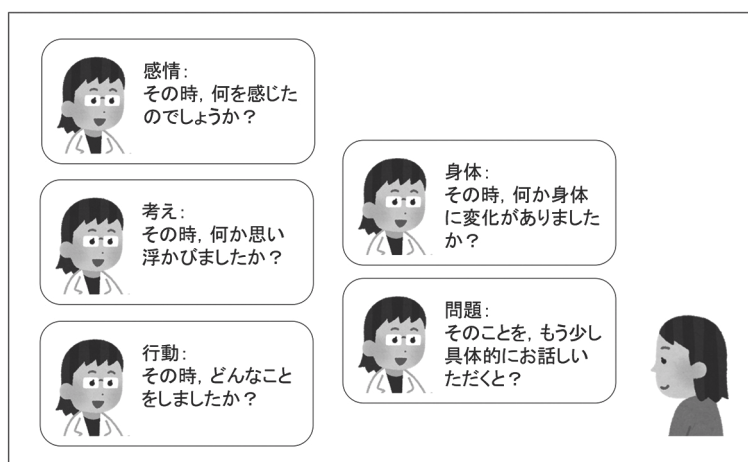 感情：
その時，何を感じた
のでしょうか？
考え：
その時，何か思い
浮かびましたか？
行動：
その時，どんなこと
をしましたか？
身体：
その時，何か身体
に変化がありました
か？
問題：
そのことを，もう少し
具体的にお話しい
ただくと？